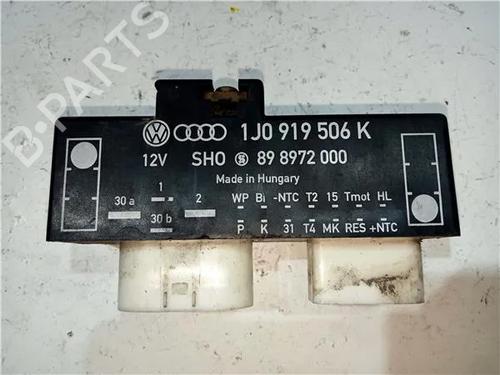 B-PARTS
1J0 919 506 K
12V SHO 89 8972 000
Made in Hungary
1
30 a 2 WP Bi -NTC T2 15 Tmot HL
30 b
P K 31 T4 MK RES +NTC